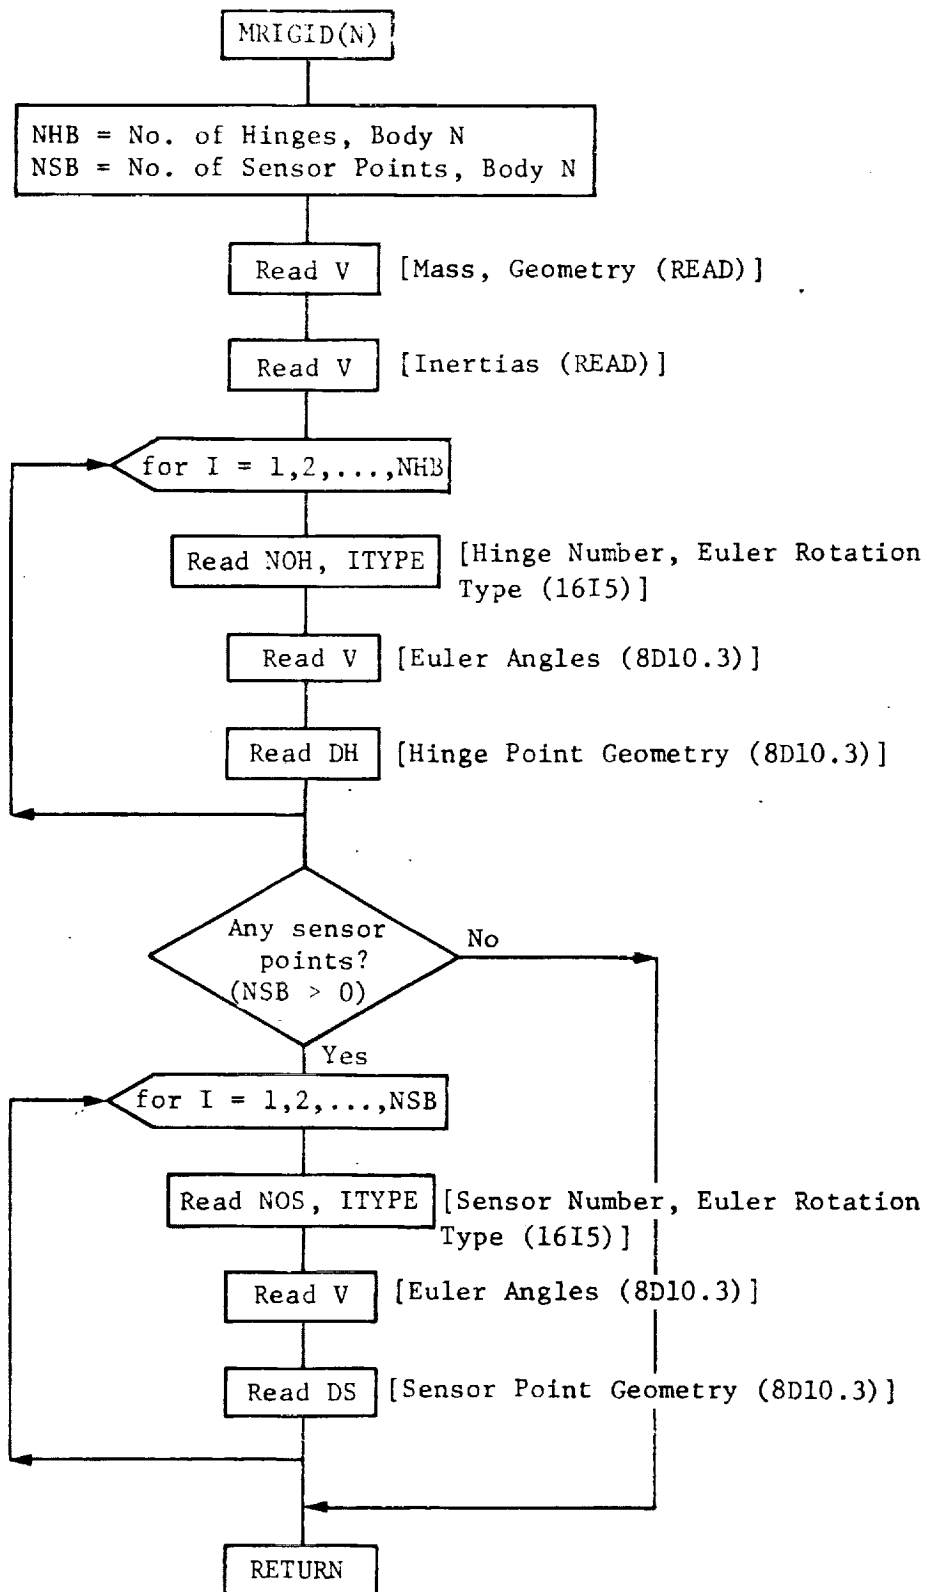 MRIGID(N)
NHB = No. of Hinges, Body N
NSB = No. of Sensor Points, Body N
Read V [Mass, Geometry (READ)]
Read V [Inertias (READ)]
for I = 1,2,...,NHB
Read NOH, ITYPE [Hinge Number, Euler Rotation
Type (16I5)]
Read V [Euler Angles (8D10.3)]
Read DH [Hinge Point Geometry (8D10.3)]
Any sensor
points?
(NSB > 0)
No
Yes
for I = 1,2,...,NSB
Read NOS, ITYPE [Sensor Number, Euler Rotation
Type (16I5)]
Read V [Euler Angles (8D10.3)]
Read DS [Sensor Point Geometry (8D10.3)]
RETURN